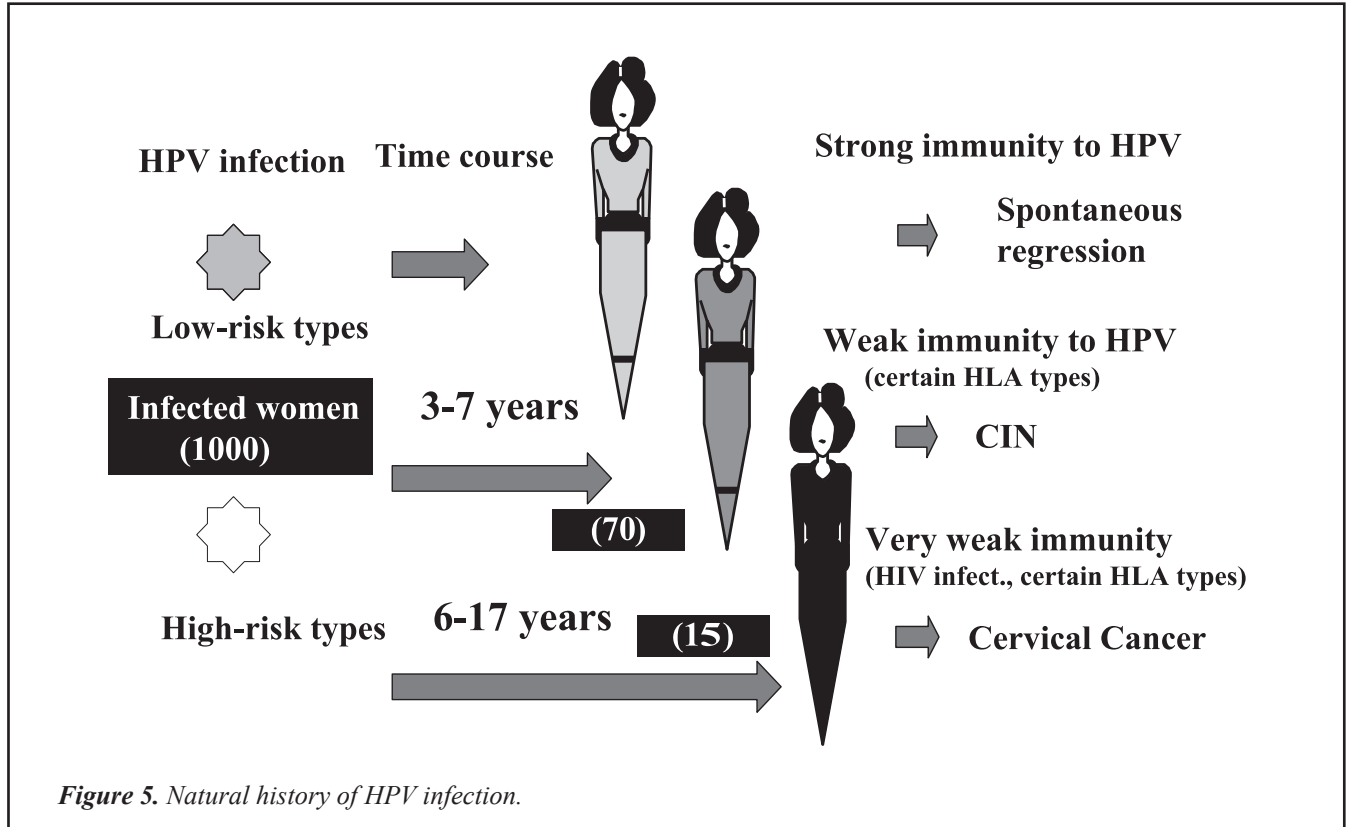 HPV infection
Time course
Strong immunity to HPV
Spontaneous
regression
Low-risk types
Weak immunity to HPV
(certain HLA types)
Infected women
(1000)
3-7 years
CIN
(70)
Very weak immunity
(HIV infect., certain HLA types)
High-risk types
6-17 years
(15)
Cervical Cancer
Figure 5. Natural history of HPV infection.